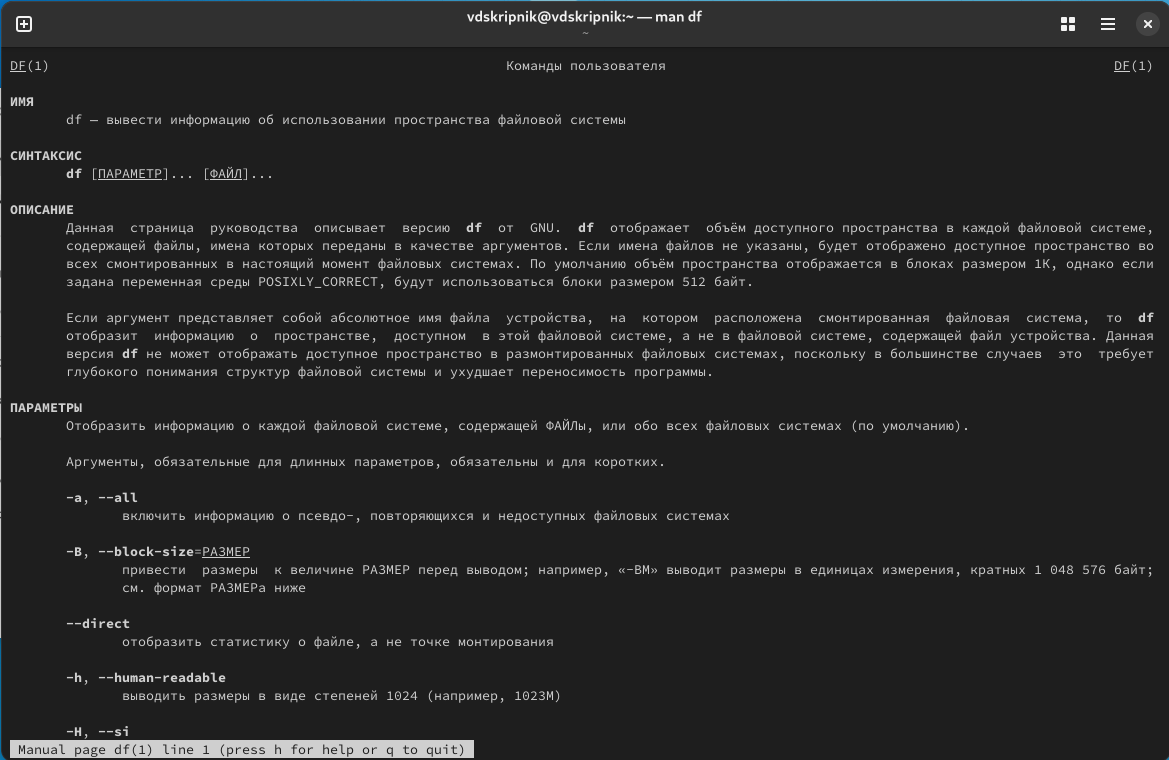 vdskripnik@vdskripnik:~ — man df
~
DF(1) Команды пользователя DF(1)
ИМЯ
df — вывести информацию об использовании пространства файловой системы
СИНТАКСИС
df [ПАРАМЕТР]... [ФАЙЛ]...
ОПИСАНИЕ
Данная страница руководства описывает версию df от GNU. df отображает объём доступного пространства в каждой файловой системе,
содержащей файлы, имена которых переданы в качестве аргументов. Если имена файлов не указаны, будет отображено доступное пространство во
всех смонтированных в настоящий момент файловых системах. По умолчанию объём пространства отображается в блоках размером 1K, однако если
задана переменная среды POSIXLY_CORRECT, будут использоваться блоки размером 512 байт.
Если аргумент представляет собой абсолютное имя файла устройства, на котором расположена смонтированная файловая система, то df
отобразит информацию о пространстве, доступном в этой файловой системе, а не в файловой системе, содержащей файл устройства. Данная
версия df не может отображать доступное пространство в размонтированных файловых системах, поскольку в большинстве случаев это требует
глубокого понимания структур файловой системы и ухудшает переносимость программы.
ПАРАМЕТРЫ
Отобразить информацию о каждой файловой системе, содержащей ФАЙЛы, или обо всех файловых системах (по умолчанию).
Аргументы, обязательные для длинных параметров, обязательны и для коротких.
-a, --all
включить информацию о псевдо-, повторяющихся и недоступных файловых системах
-B, --block-size=РАЗМЕР
привести размеры к величине РАЗМЕР перед выводом; например, «-BM» выводит размеры в единицах измерения, кратных 1 048 576 байт;
см. формат РАЗМЕРа ниже
--direct
отобразить статистику о файле, а не точке монтирования
-h, --human-readable
выводить размеры в виде степеней 1024 (например, 1023M)
-H, --si
Manual page df(1) line 1 (press h for help or q to quit)